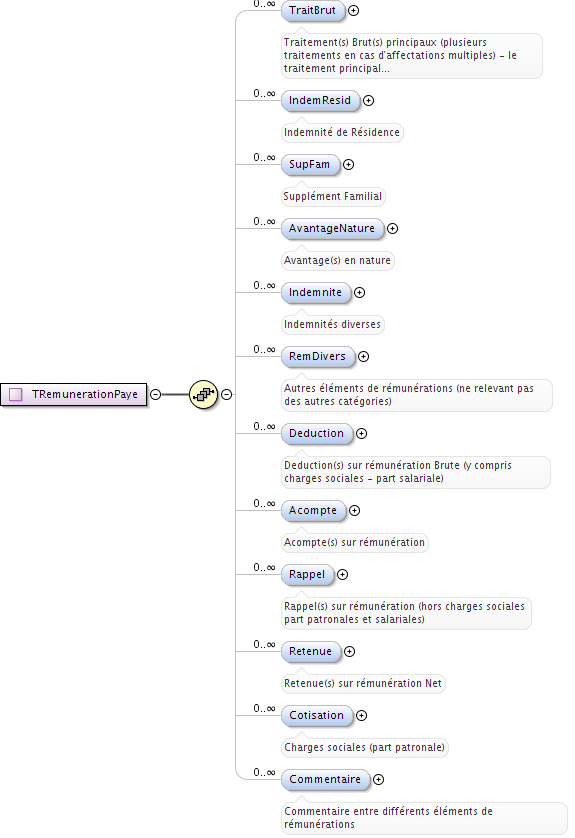 0..∞
TraitBrut
Traitement(s) Brut(s) principaux (plusieurs
traitements en cas d'affectations multiples) - le
traitement principal...
0..∞
IndemResid
Indemnité de Résidence
0..∞
SupFam
Supplément Familial
0..∞
AvantageNature
Avantage(s) en nature
0..∞
Indemnite
Indemnités diverses
0..∞
RemDivers
Autres éléments de rémunérations (ne relevant pas
des autres catégories)
TRemunerationPaye
0..∞
Deduction
Deduction(s) sur rémunération Brute (y compris
charges sociales - part salariale)
0..∞
Acompte
Acompte(s) sur rémunération
0..∞
Rappel
Rappel(s) sur rémunération (hors charges sociales
part patronales et salariales)
0..∞
Retenue
Retenue(s) sur rémunération Net
0..∞
Cotisation
Charges sociales (part patronale)
0..∞
Commentaire
Commentaire entre différents éléments de
rémunérations